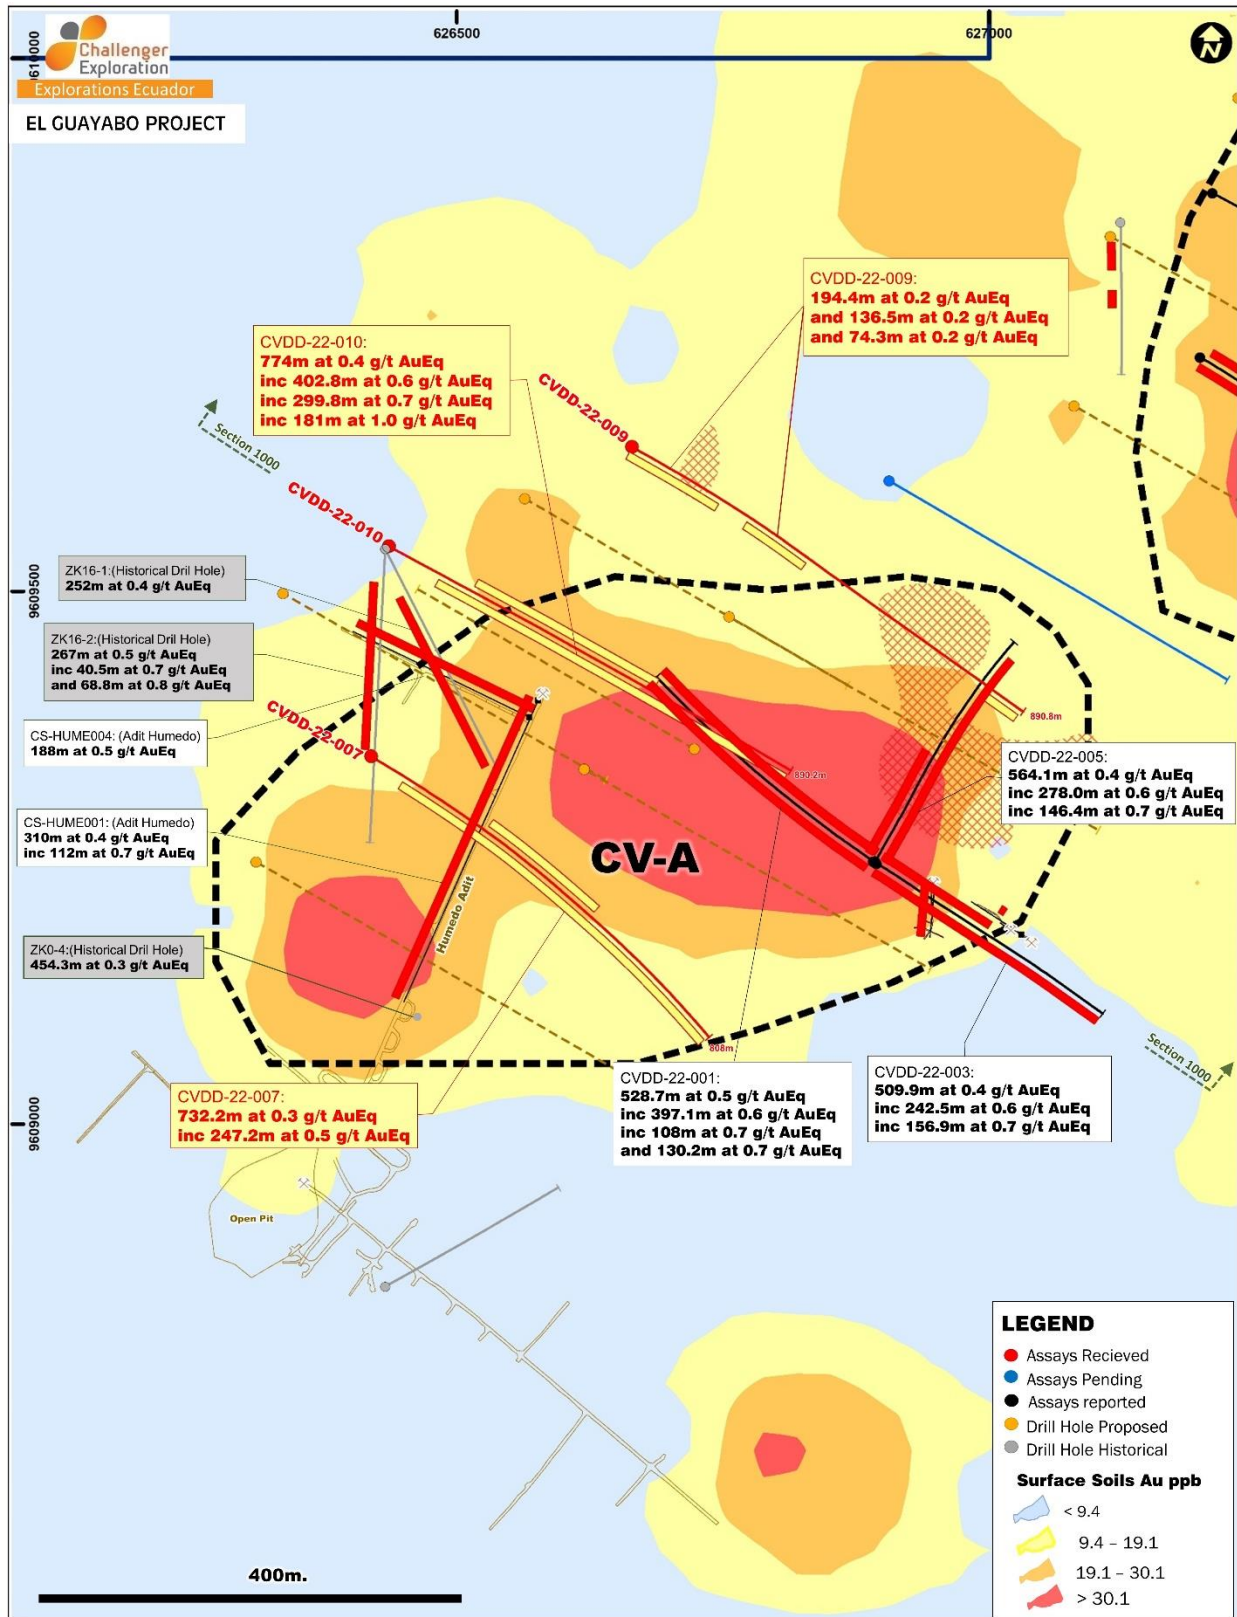 Challenger
Exploration
Explorations Ecuador
EL GUAYABO PROJECT
626500
627000
9610000
N
CVDD-22-009:
194.4m at 0.2 g/t AuEq
and 136.5m at 0.2 g/t AuEq
and 74.3m at 0.2 g/t AuEq
CVDD-22-010:
774m at 0.4 g/t AuEq
inc 402.8m at 0.6 g/t AuEq
inc 299.8m at 0.7 g/t AuEq
inc 181m at 1.0 g/t AuEq
CVDD-22-009
Section 1000
CVDD-22-010
9609500
ZK16-1:(Historical Dril Hole)
252m at 0.4 g/t AuEq
ZK16-2:(Historical Dril Hole)
267m at 0.5 g/t AuEq
inc 40.5m at 0.7 g/t AuEq
and 68.8m at 0.8 g/t AuEq
CVDD-22-007
CS-HUME004: (Adit Humedo)
188m at 0.5 g/t AuEq
890.8m
890.2m
CVDD-22-005:
564.1m at 0.4 g/t AuEq
inc 278.0m at 0.6 g/t AuEq
inc 146.4m at 0.7 g/t AuEq
CS-HUME001: (Adit Humedo)
310m at 0.4 g/t AuEq
inc 112m at 0.7 g/t AuEq
CV-A
Humedo Adit
ZK0-4:(Historical Dril Hole)
454.3m at 0.3 g/t AuEq
808m
Section 1000
CVDD-22-007:
732.2m at 0.3 g/t AuEq
inc 247.2m at 0.5 g/t AuEq
CVDD-22-001:
528.7m at 0.5 g/t AuEq
inc 397.1m at 0.6 g/t AuEq
inc 108m at 0.7 g/t AuEq
and 130.2m at 0.7 g/t AuEq
CVDD-22-003:
509.9m at 0.4 g/t AuEq
inc 242.5m at 0.6 g/t AuEq
inc 156.9m at 0.7 g/t AuEq
9609000
Open Pit
LEGEND
Assays Recieved
Assays Pending
Assays reported
Drill Hole Proposed
Drill Hole Historical
Surface Soils Au ppb
< 9.4
9.4 – 19.1
19.1 – 30.1
> 30.1
400m.